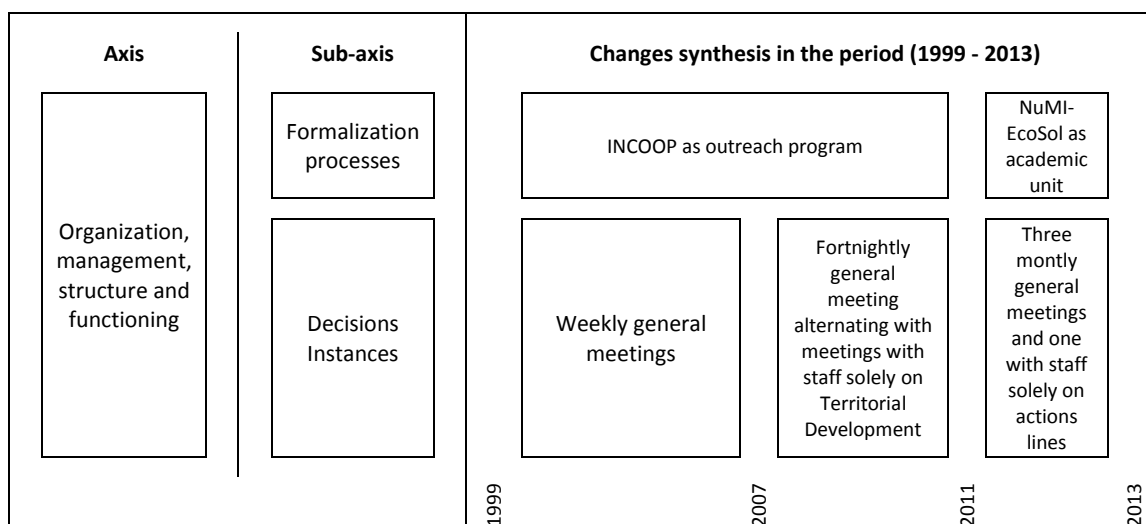 Axis
Sub-axis
Changes synthesis in the period (1999 - 2013)
Organization,
management,
structure and
functioning
Formalization
processes
INCOOP as outreach program
NuMI-
EcoSol as
academic
unit
Decisions
Instances
Weekly general
meetings
Fortnightly
general
meeting
alternating with
meetings with
staff solely on
Territorial
Development
Three
montly
general
meetings
and one
with staff
solely on
actions
lines
1999
2007
2011
2013